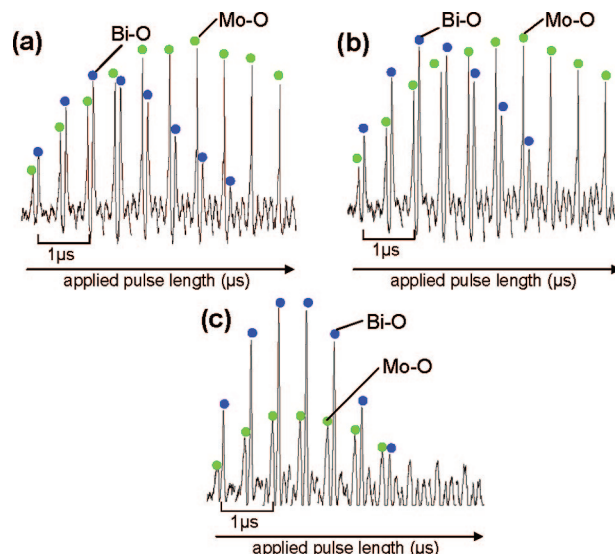 (a)
Bi-O
Mo-O
1µs
applied pulse length (µs)
(b)
Bi-O
Mo-O
1µs
applied pulse length (µs)
(c)
Bi-O
Mo-O
1µs
applied pulse length (µs)